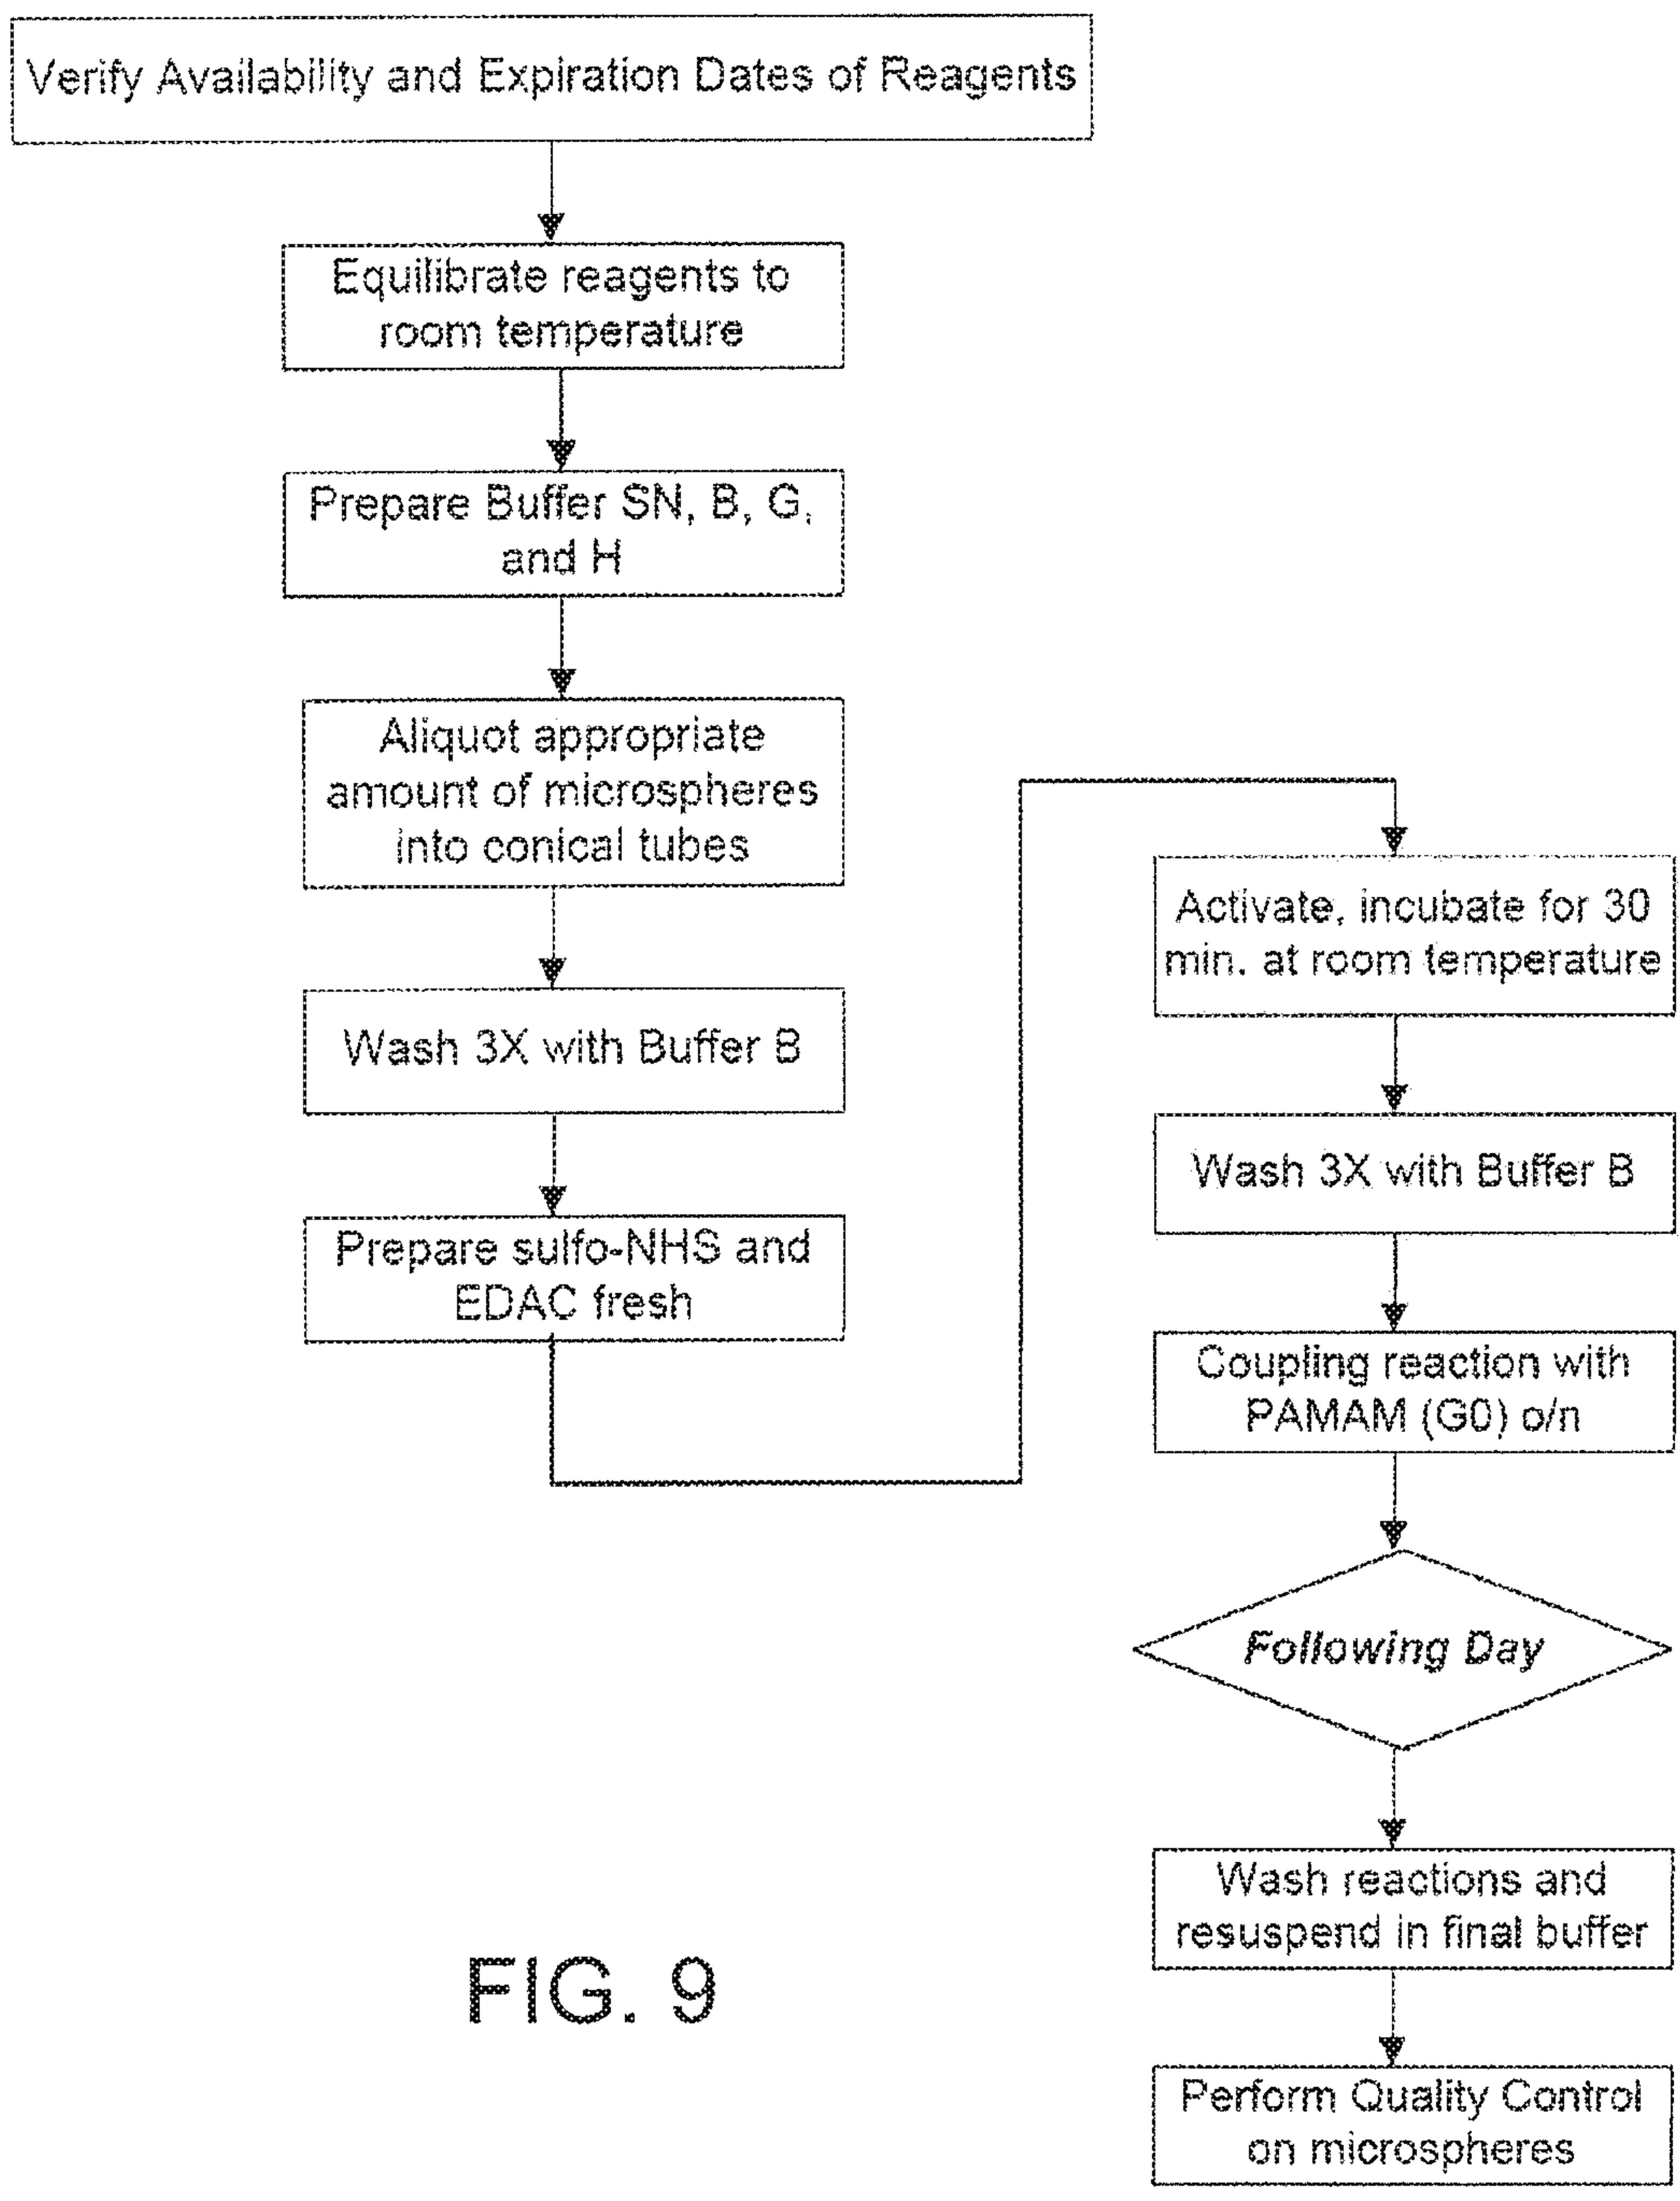 Verify Availability and Expiration Dates of Reagents
Equilibrate reagents to
room temperature
Prepare Buffer SN, B, G,
and H
Aliquot appropriate
amount of microspheres
into conical tubes
Wash 3X with Buffer B
Prepare sulfo-NHS and
EDAC fresh
Activate, incubate for 30
min. at room temperature
Wash 3X with Buffer B
Coupling reaction with
PAMAM (G0) o/n
Following Day
Wash reactions and
resuspend in final buffer
Perform Quality Control
on microspheres
FIG. 9